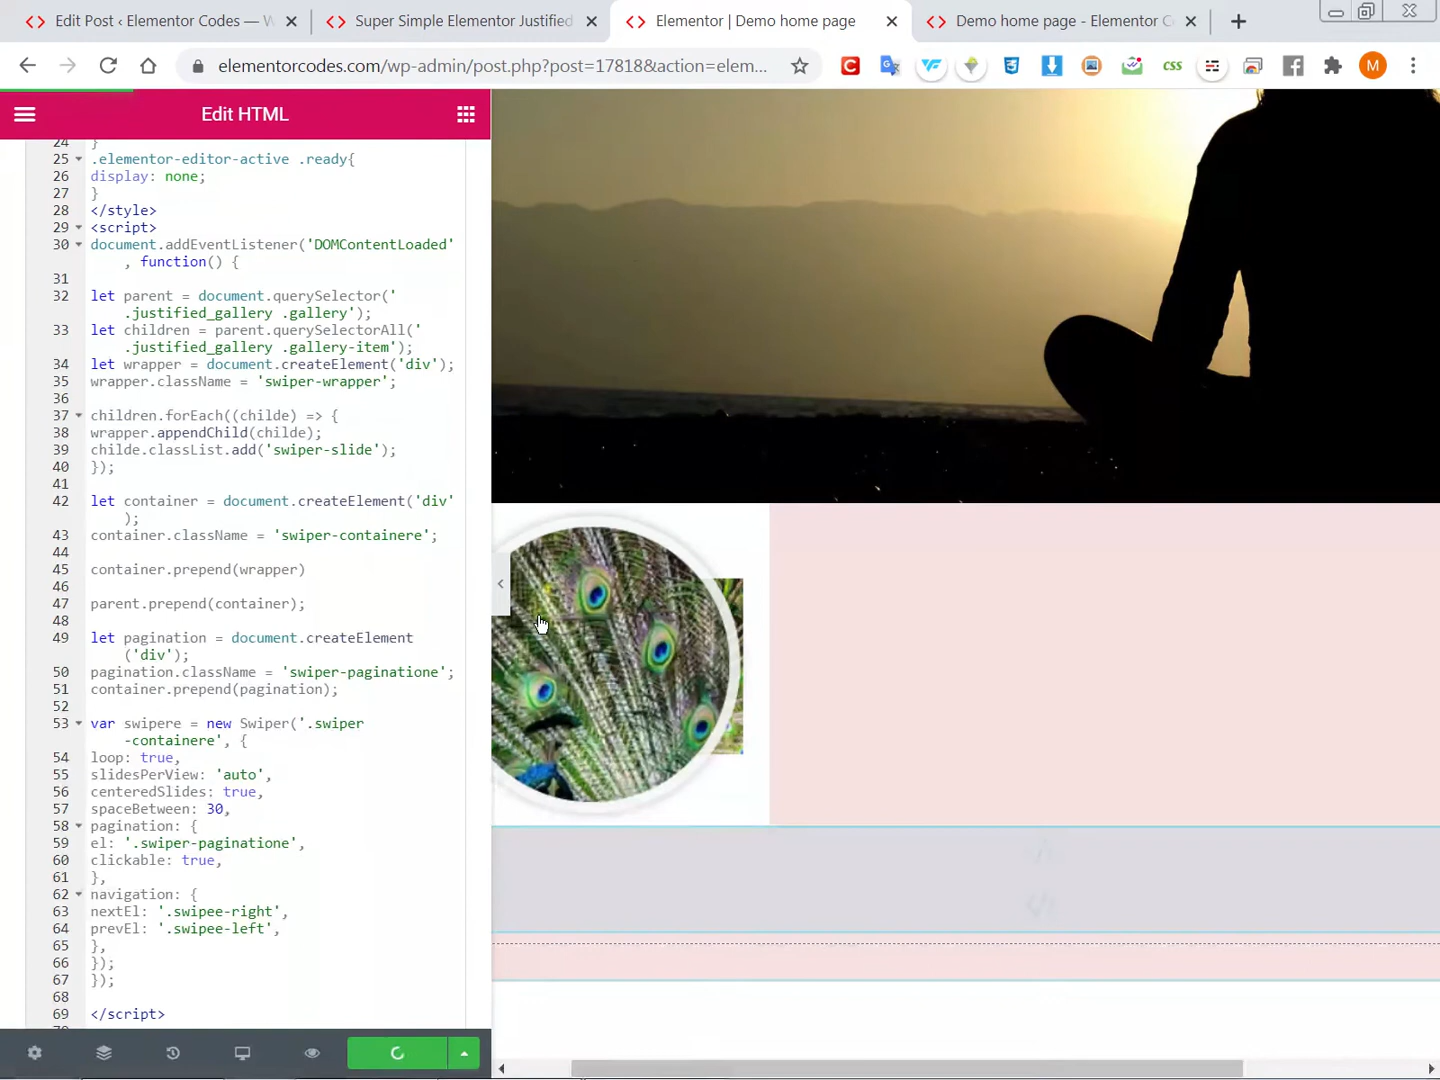 Edit Post ‹ Elementor Codes — W
Super Simple Elementor Justified
Elementor | Demo home page
Demo home page - Elementor C
elementorcodes.com/wp-admin/post.php?post=17818&action=elem...
css
M
Edit HTML
24 }
25 .elementor-editor-active .ready{
26 display: none;
27 }
28 </style>
29 <script>
30 document.addEventListener('DOMContentLoaded'
, function() {
31
32 let parent = document.querySelector('
.justified_gallery .gallery');
33 let children = parent.querySelectorAll('
.justified_gallery .gallery-item');
34 let wrapper = document.createElement('div');
35 wrapper.className = 'swiper-wrapper';
36
37 children.forEach((childe) => {
38 wrapper.appendChild(childe);
39 childe.classList.add('swiper-slide');
40 });
41
42 let container = document.createElement('div'
);
43 container.className = 'swiper-containere';
44
45 container.prepend(wrapper)
46
47 parent.prepend(container);
48
49 let pagination = document.createElement
('div');
50 pagination.className = 'swiper-paginatione';
51 container.prepend(pagination);
52
53 var swipere = new Swiper('.swiper
-containere', {
54 loop: true,
55 slidesPerView: 'auto',
56 centeredSlides: true,
57 spaceBetween: 30,
58 pagination: {
59 el: '.swiper-paginatione',
60 clickable: true,
61 },
62 navigation: {
63 nextEl: '.swipee-right',
64 prevEl: '.swipee-left',
65 },
66 });
67 });
68
69 </script>